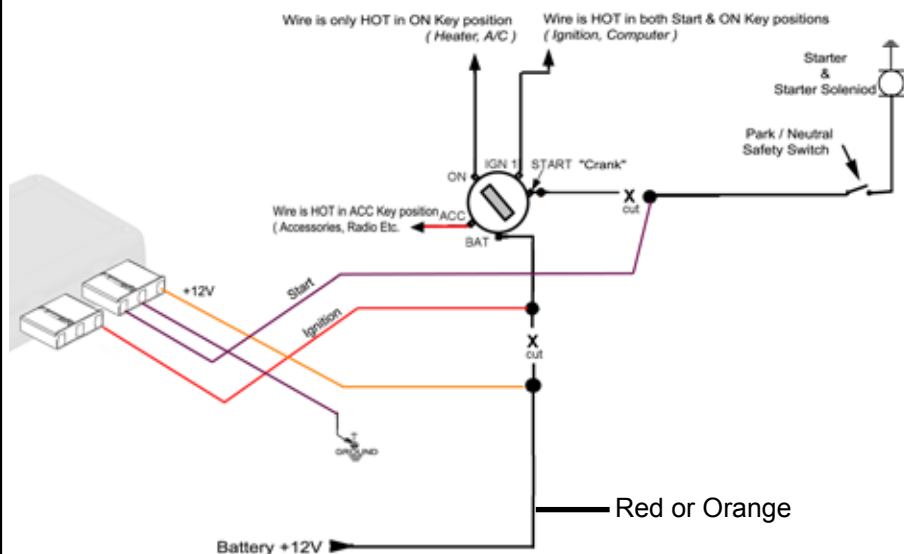 Wire is only HOT in ON Key position
( Heater, A/C )
Wire is HOT in both Start & ON Key positions
( Ignition, Computer )
Starter
&
Starter Soleniod
Park / Neutral
Safety Switch
IGN 1
START "Crank"
ON
X
cut
Wire is HOT in ACC Key position
( Accessories, Radio Etc.
ACC
BAT
+12V
Start
Ignition
X
cut
GROUND
Red or Orange
Battery +12V